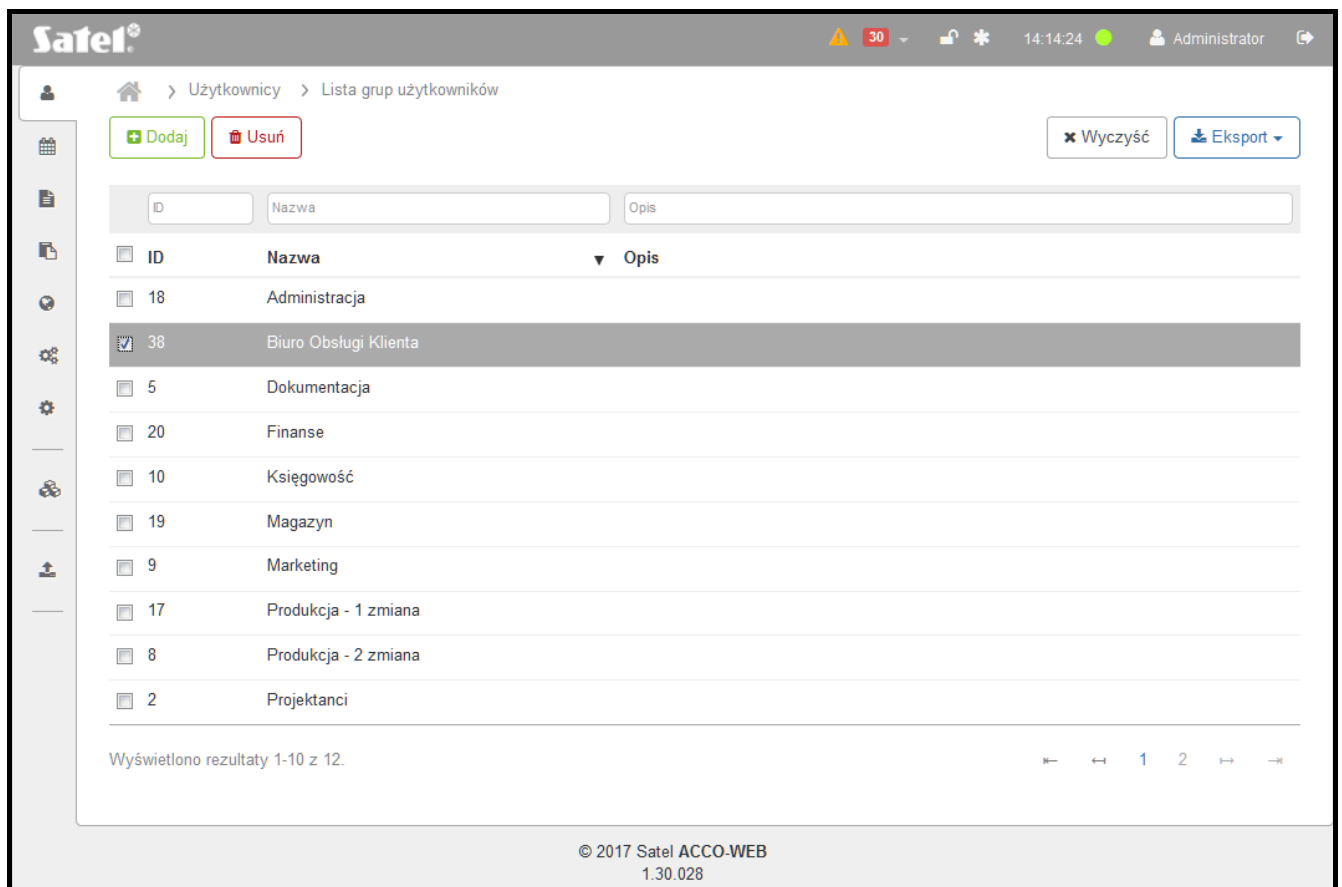 Satel® 30 14:14:24 Administrator
Użytkownicy Lista grup użytkowników
Dodaj Usuń Wyczyść Eksport
ID Nazwa Opis
ID Nazwa Opis
18 Administracja
38 Biuro Obsługi Klienta
5 Dokumentacja
20 Finanse
10 Księgowość
19 Magazyn
9 Marketing
17 Produkcja - 1 zmiana
8 Produkcja - 2 zmiana
2 Projektanci
Wyświetlono rezultaty 1-10 z 12. 1 2
© 2017 Satel ACCO-WEB
1.30.028